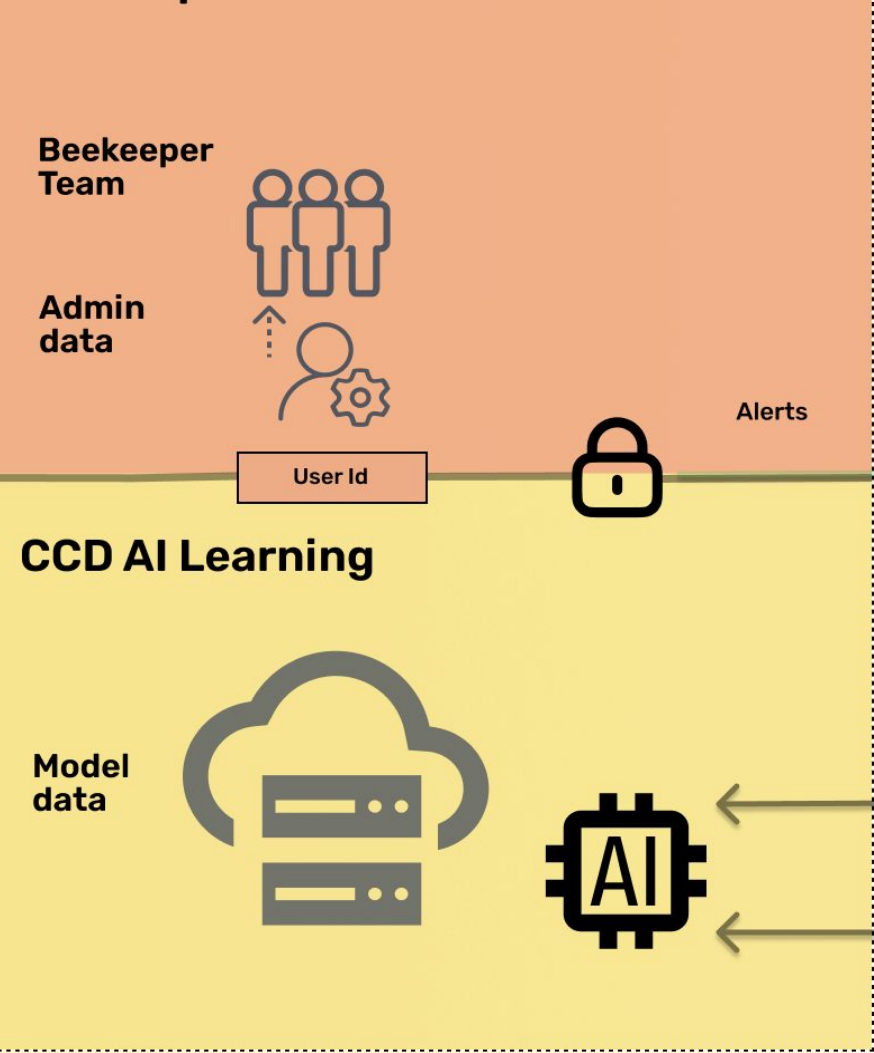 Beekeeper
Team
Admin
data
Alerts
User Id
CCD AI Learning
Model
data
AI